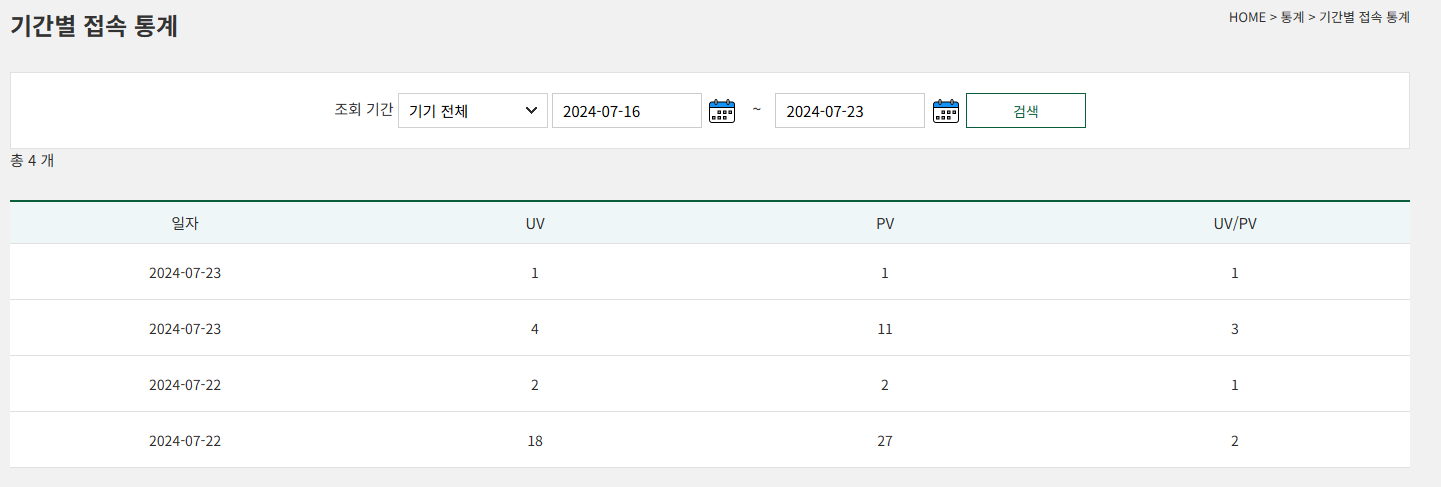 기간별 접속 통계
HOME > 통계 > 기간별 접속 통계
조회 기간 기기 전체 2024-07-16 ~ 2024-07-23 검색
총 4 개
일자 UV PV UV/PV
2024-07-23 1 1 1
2024-07-23 4 11 3
2024-07-22 2 2 1
2024-07-22 18 27 2